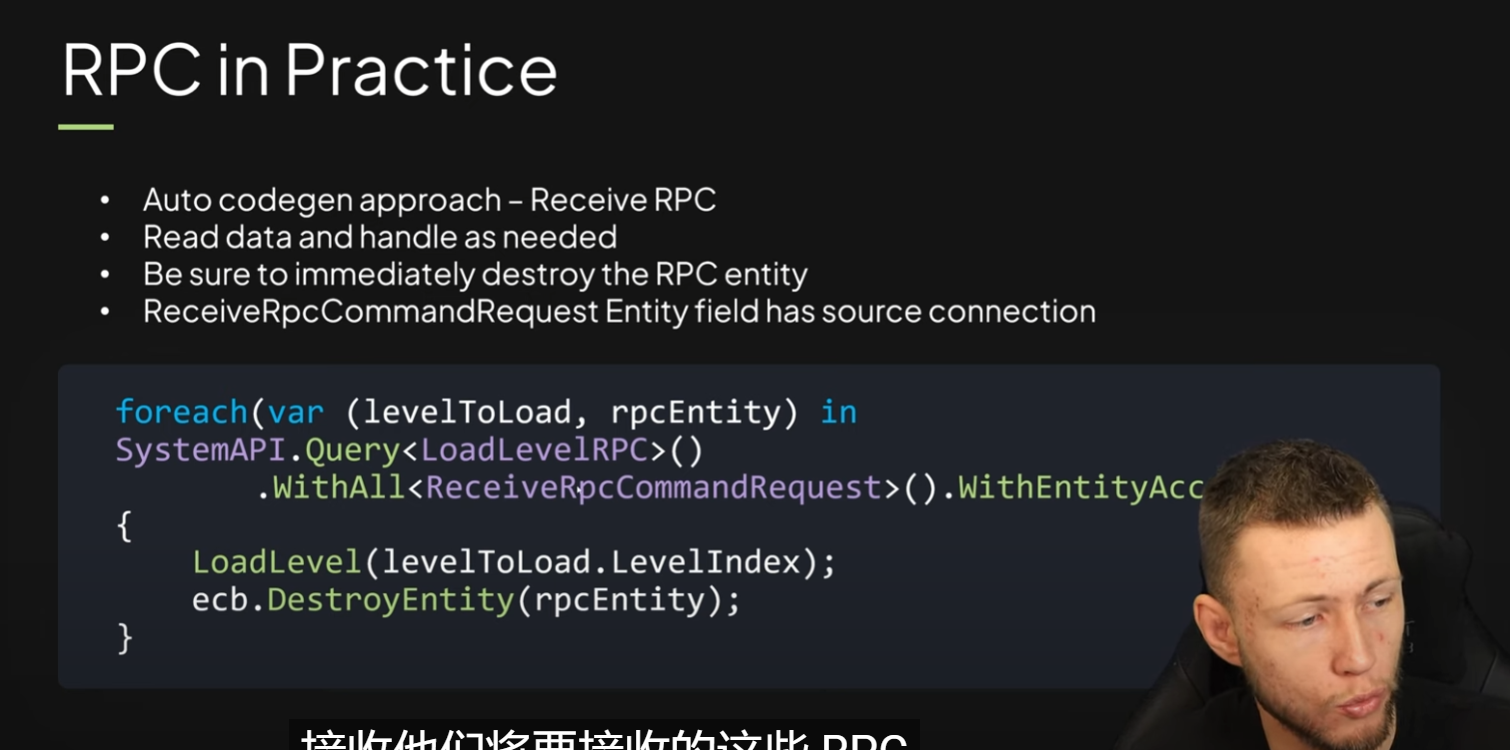 RPC in Practice
• Auto codegen approach – Receive RPC
• Read data and handle as needed
• Be sure to immediately destroy the RPC entity
• ReceiveRpcCommandRequest Entity field has source connection
foreach(var (levelToLoad, rpcEntity) in
SystemAPI.Query<LoadLevelRPC>()
.WithAll<ReceiveRpcCommandRequest>().WithEntityAcc
{
LoadLevel(levelToLoad.LevelIndex);
ecb.DestroyEntity(rpcEntity);
}
接收他们将要接收的这些 RPC